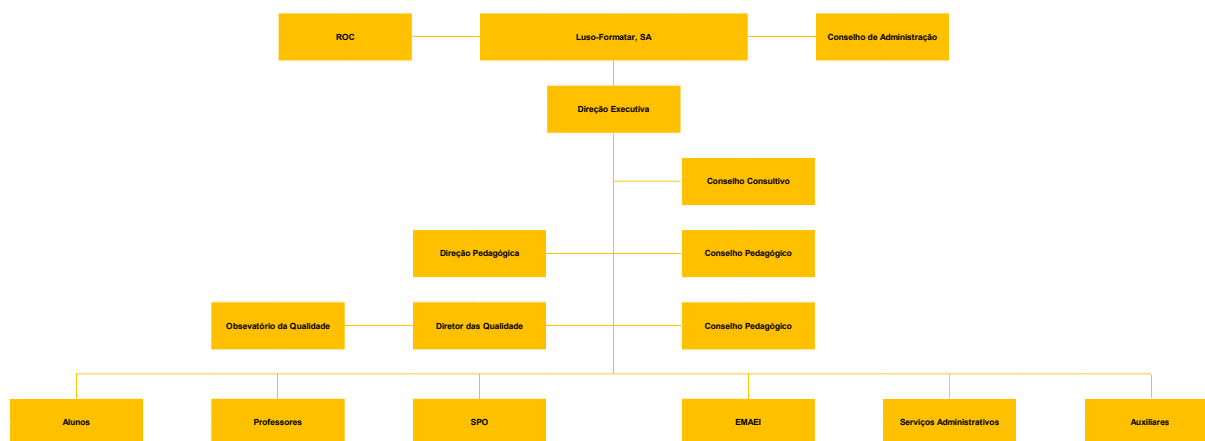 ROC
Luso-Formatar, SA
Conselho de Administração
Direção Executiva
Conselho Consultivo
Direção Pedagógica
Conselho Pedagógico
Obsevatório da Qualidade
Diretor das Qualidade
Conselho Pedagógico
Alunos
Professores
SPO
EMAEI
Serviços Administrativos
Auxiliares